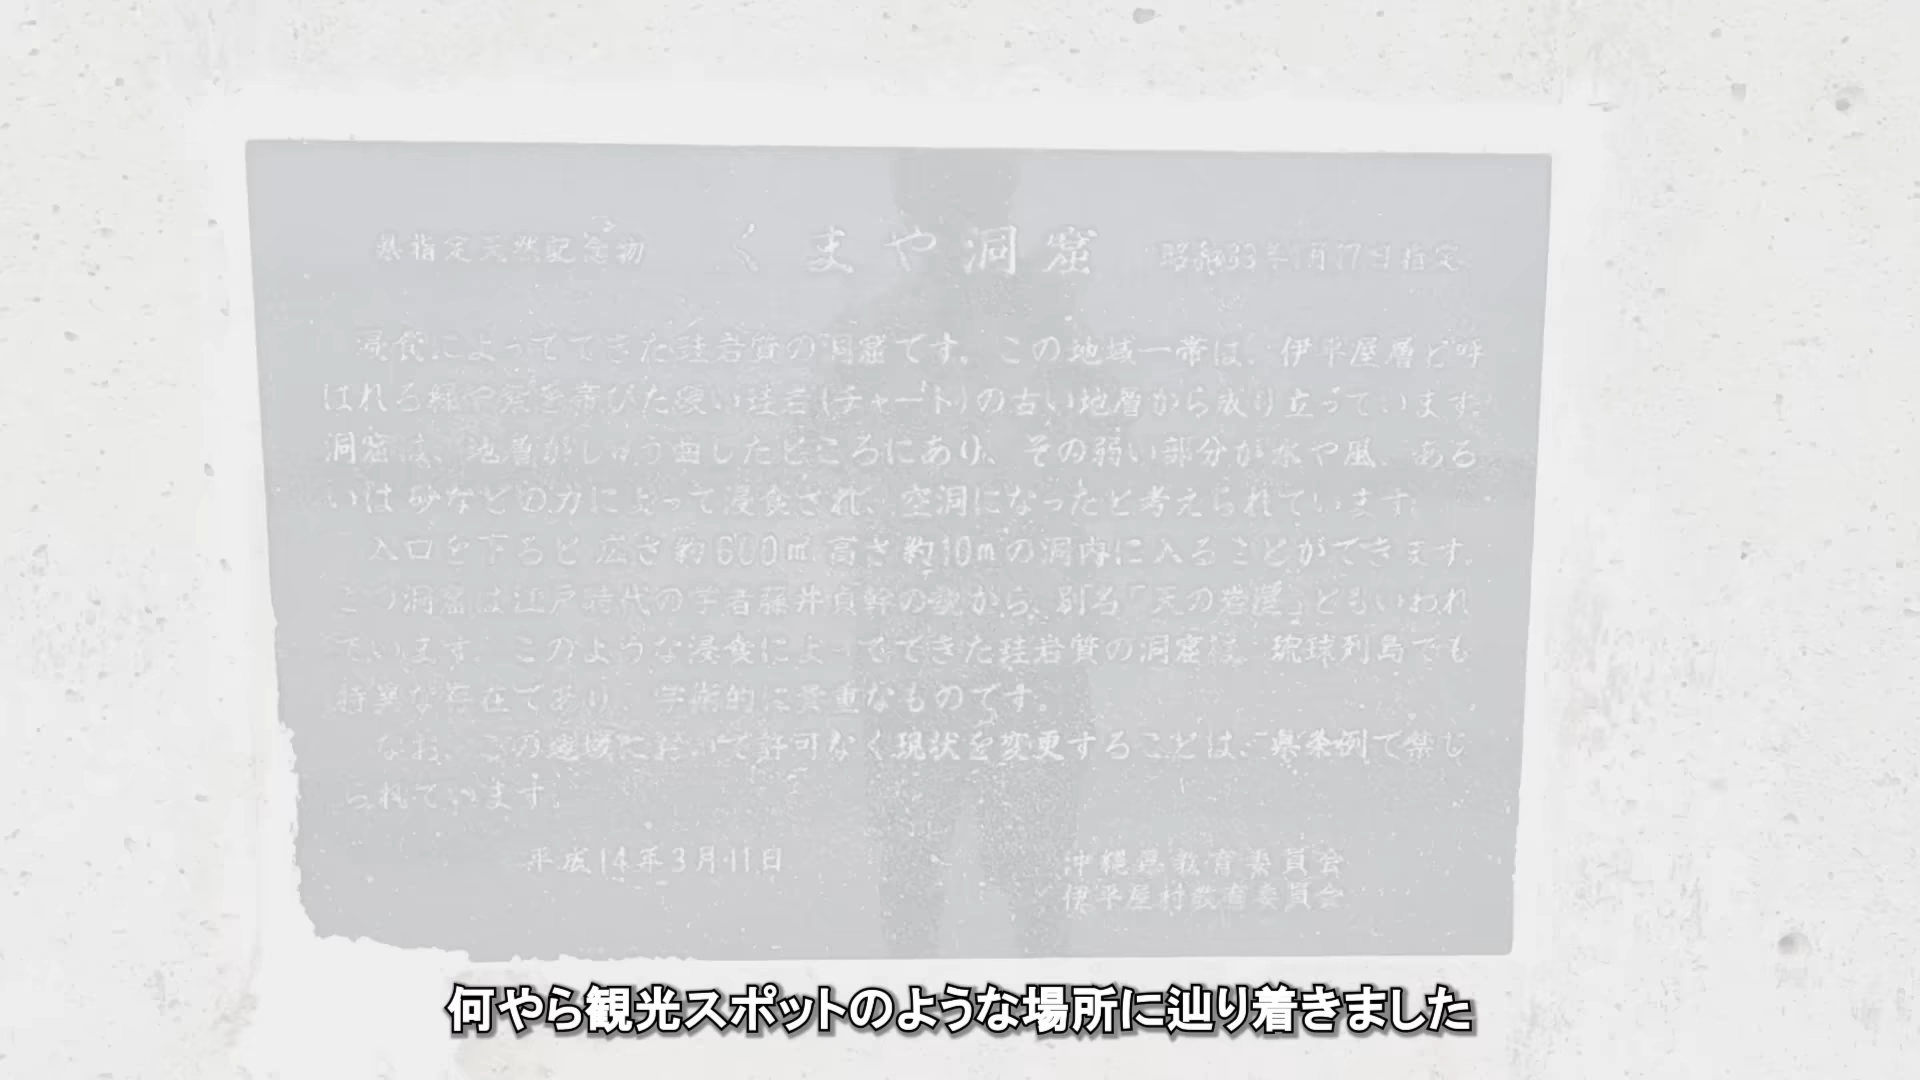 県指定天然記念物 くまや洞窟 昭和33年1月17日指定
浸食によってできた珪岩質の洞窟です。この地域一帯は、伊平屋層と呼
ばれる緑や灰を帯びた硬い珪岩(チャート)の古い地層から成り立っています。
洞窟は、地層がしゅう曲したところにあり、その弱い部分が水や風、ある
いは砂などの力によって浸食され、空洞になったと考えられています。
入口を下ると広さ約600㎡、高さ約10mの洞内に入ることができます。
この洞窟は江戸時代の学者藤井貞幹の説から、別名「天の岩屋」ともいわれ
ています。このような浸食によってできた珪岩質の洞窟は、琉球列島でも
特異な存在であり、学術的に貴重なものです。
なお、この地域において許可なく現状を変更することは、県条例で禁じ
られています。
平成14年3月11日
沖縄県教育委員会
伊平屋村教育委員会
何やら観光スポットのような場所に辿り着きました